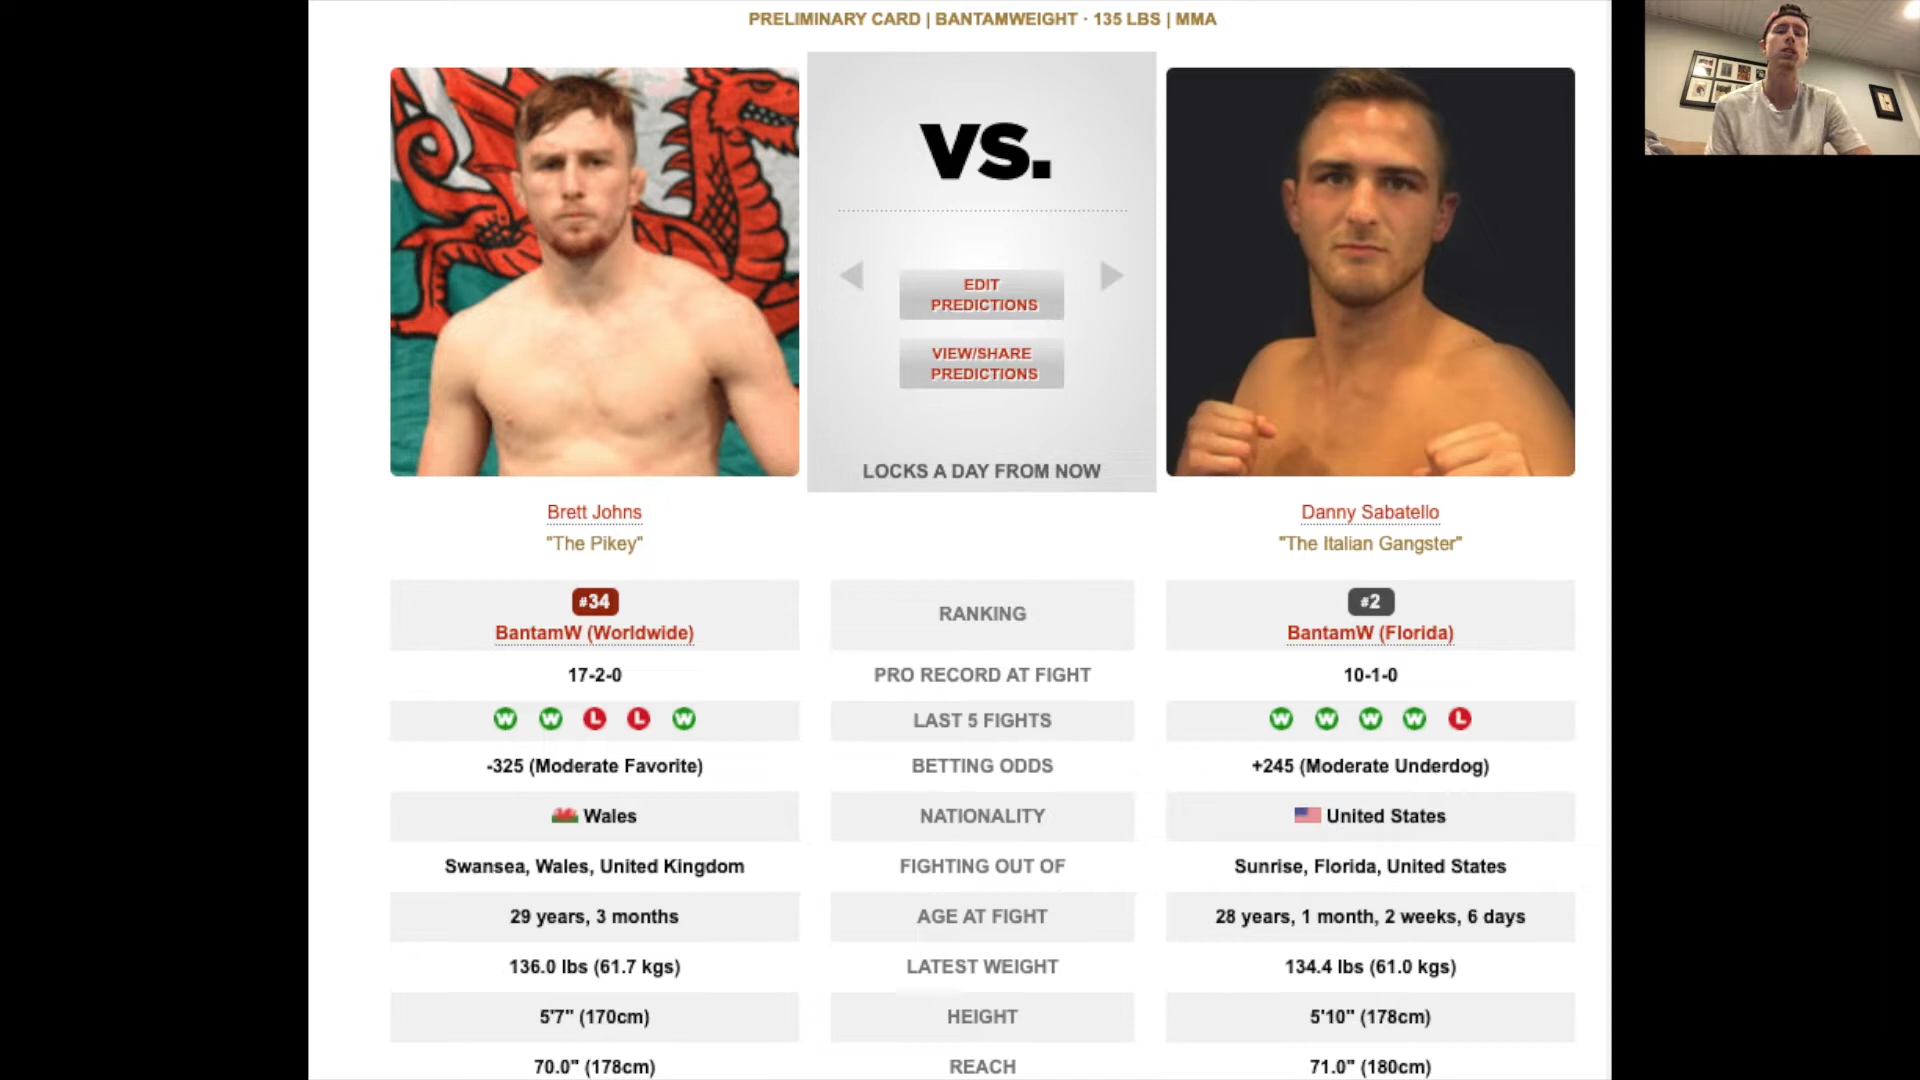 PRELIMINARY CARD | BANTAMWEIGHT · 135 LBS | MMA
VS.
EDIT
PREDICTIONS
VIEW/SHARE
PREDICTIONS
LOCKS A DAY FROM NOW
Brett Johns
Danny Sabatello
"The Pikey"
"The Italian Gangster"
#34
BantamW (Worldwide)
RANKING
#2
BantamW (Florida)
17-2-0 PRO RECORD AT FIGHT 10-1-0
W W L L W LAST 5 FIGHTS W W W W L
-325 (Moderate Favorite) BETTING ODDS +245 (Moderate Underdog)
Wales NATIONALITY United States
Swansea, Wales, United Kingdom FIGHTING OUT OF Sunrise, Florida, United States
29 years, 3 months AGE AT FIGHT 28 years, 1 month, 2 weeks, 6 days
136.0 lbs (61.7 kgs) LATEST WEIGHT 134.4 lbs (61.0 kgs)
5'7" (170cm) HEIGHT 5'10" (178cm)
70.0" (178cm) REACH 71.0" (180cm)